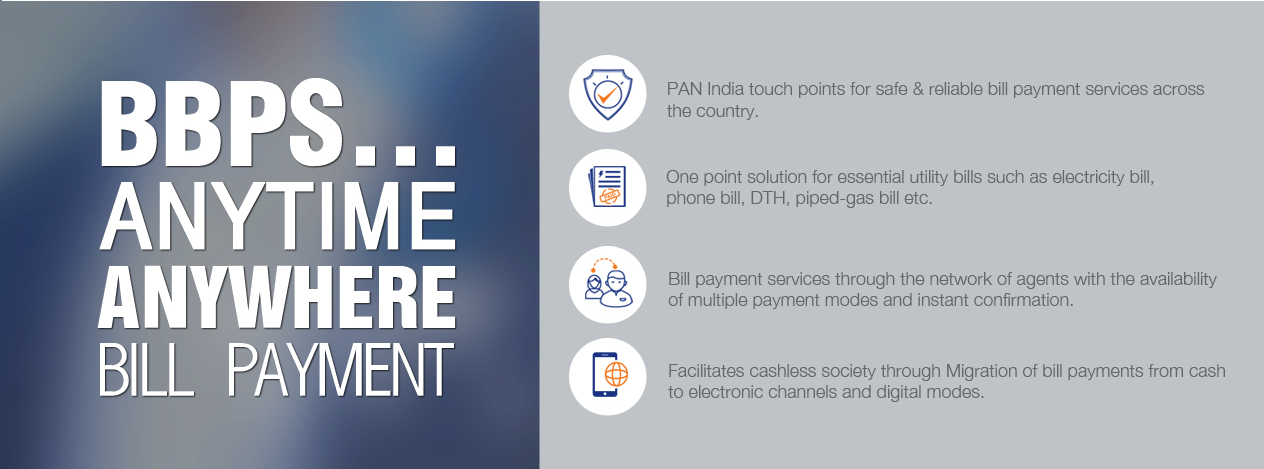 BBPS...
ANYTIME
ANYWHERE
BILL PAYMENT
PAN India touch points for safe & reliable bill payment services across
the country.
One point solution for essential utility bills such as electricity bill,
phone bill, DTH, piped-gas bill etc.
Bill payment services through the network of agents with the availability
of multiple payment modes and instant confirmation.
Facilitates cashless society through Migration of bill payments from cash
to electronic channels and digital modes.